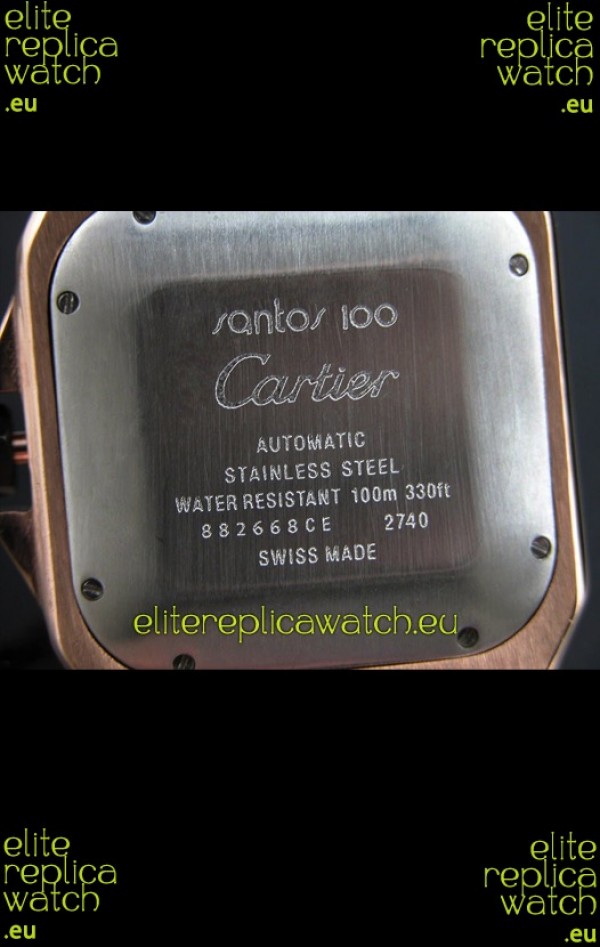 elite
replica
watch
.eu
elite
replica
watch
.eu
santos 100
Cartier
AUTOMATIC
STAINLESS STEEL
WATER RESISTANT 100m 330ft
882668CE 2740
SWISS MADE
elitereplicawatch.eu
elite
replica
watch
.eu
elite
replica
watch
.eu